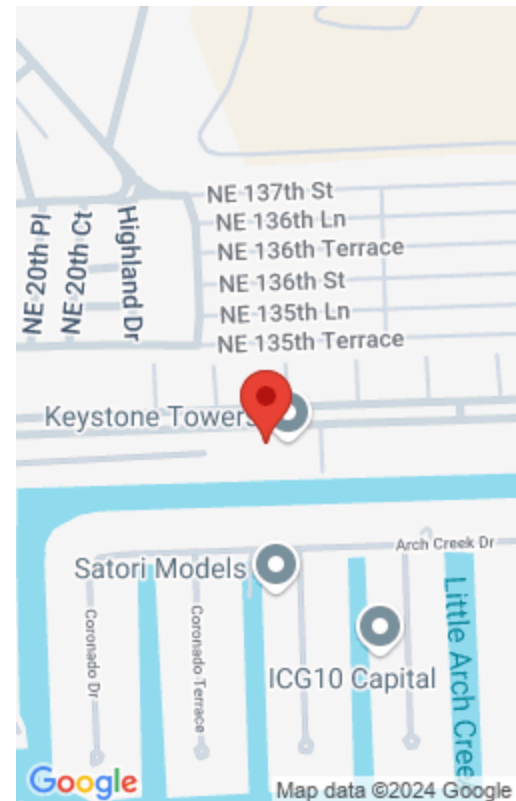 NE 137th St
NE 136th Ln
NE 136th Terrace
NE 136th St
NE 135th Ln
NE 135th Terrace
NE 20th Pl
NE 20th Ct
Highland Dr
Keystone Towers
Arch Creek Dr
Satori Models
Coronado Dr
Coronado Terrace
ICG10 Capital
Little Arch Cree
Google
Map data ©2024 Google